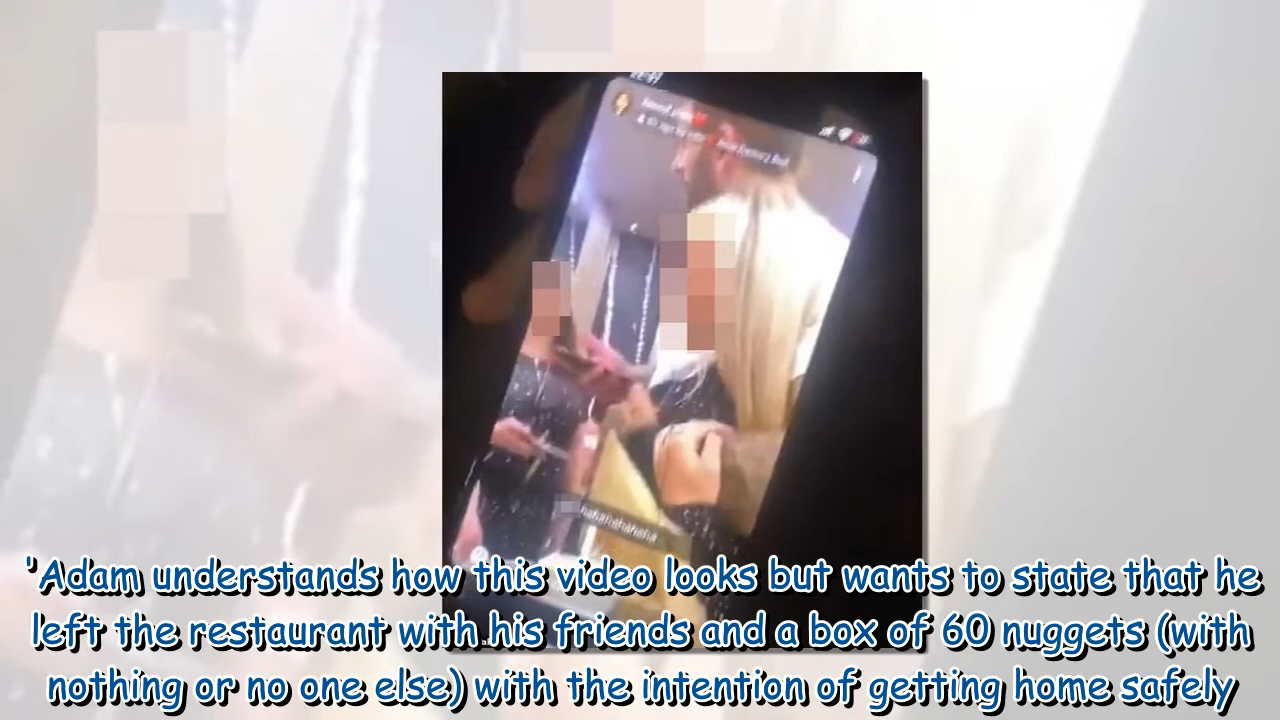 hahahahahaha
'Adam understands how this video looks but wants to state that he
left the restaurant with his friends and a box of 60 nuggets (with
nothing or no one else) with the intention of getting home safely